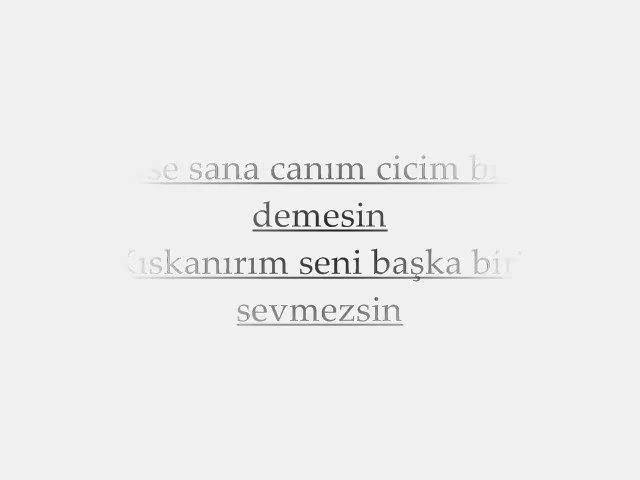 sana canım cicim
demesin
Kıskanırım seni başka
sevmezsin